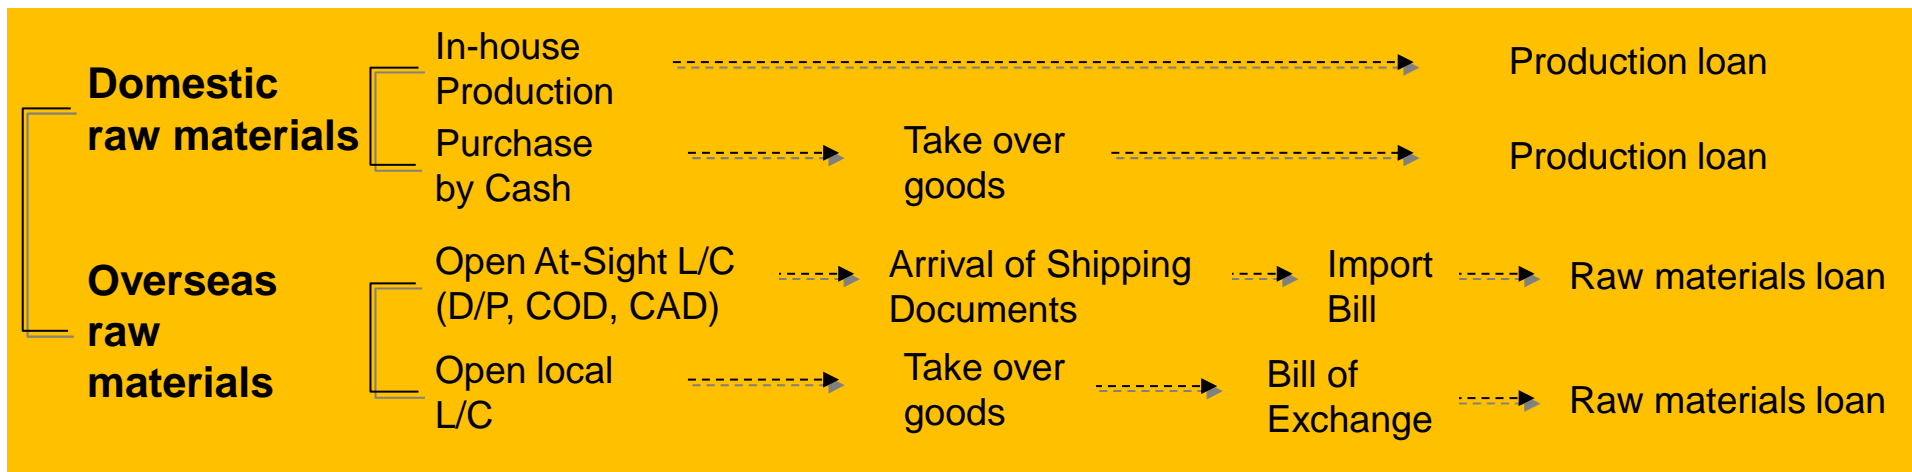 Domestic
raw materials
In-house
Production
Production loan
Purchase
by Cash
Take over
goods
Production loan
Overseas
raw
materials
Open At-Sight L/C
(D/P, COD, CAD)
Arrival of Shipping
Documents
Import
Bill
Raw materials loan
Open local
L/C
Take over
goods
Bill of
Exchange
Raw materials loan